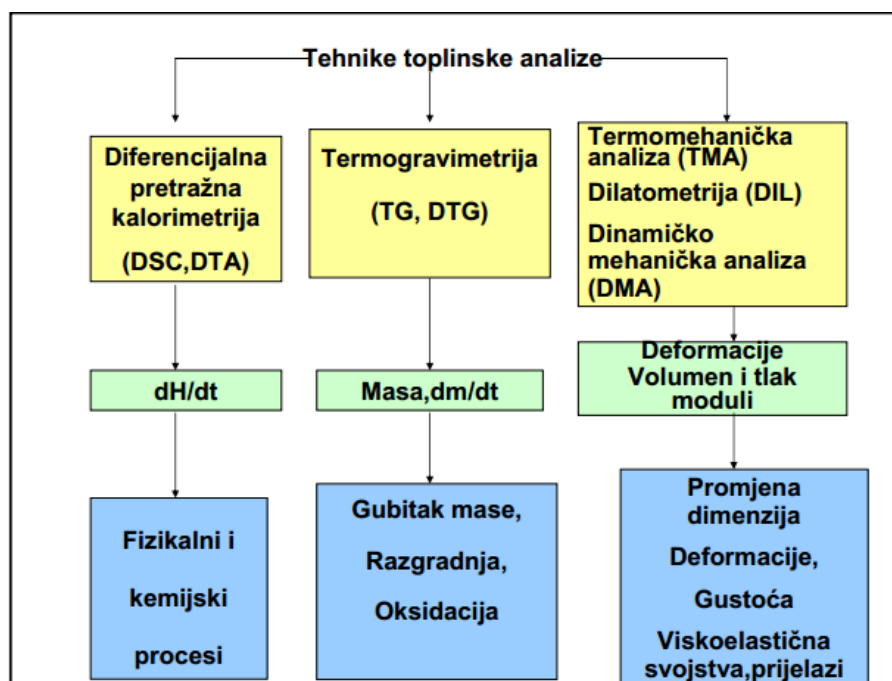 Tehnike toplinske analize
Diferencijalna
pretražna
kalorimetrija
(DSC,DTA)
Termogravimetrija
(TG, DTG)
Termomehanička
analiza (TMA)
Dilatometrija (DIL)
Dinamičko
mehanička analiza
(DMA)
dH/dt
Masa,dm/dt
Deformacije
Volumen i tlak
moduli
Fizikalni i
kemijski
procesi
Gubitak mase,
Razgradnja,
Oksidacija
Promjena
dimenzija
Deformacije,
Gustoća
Viskoelastična
svojstva,prijelazi